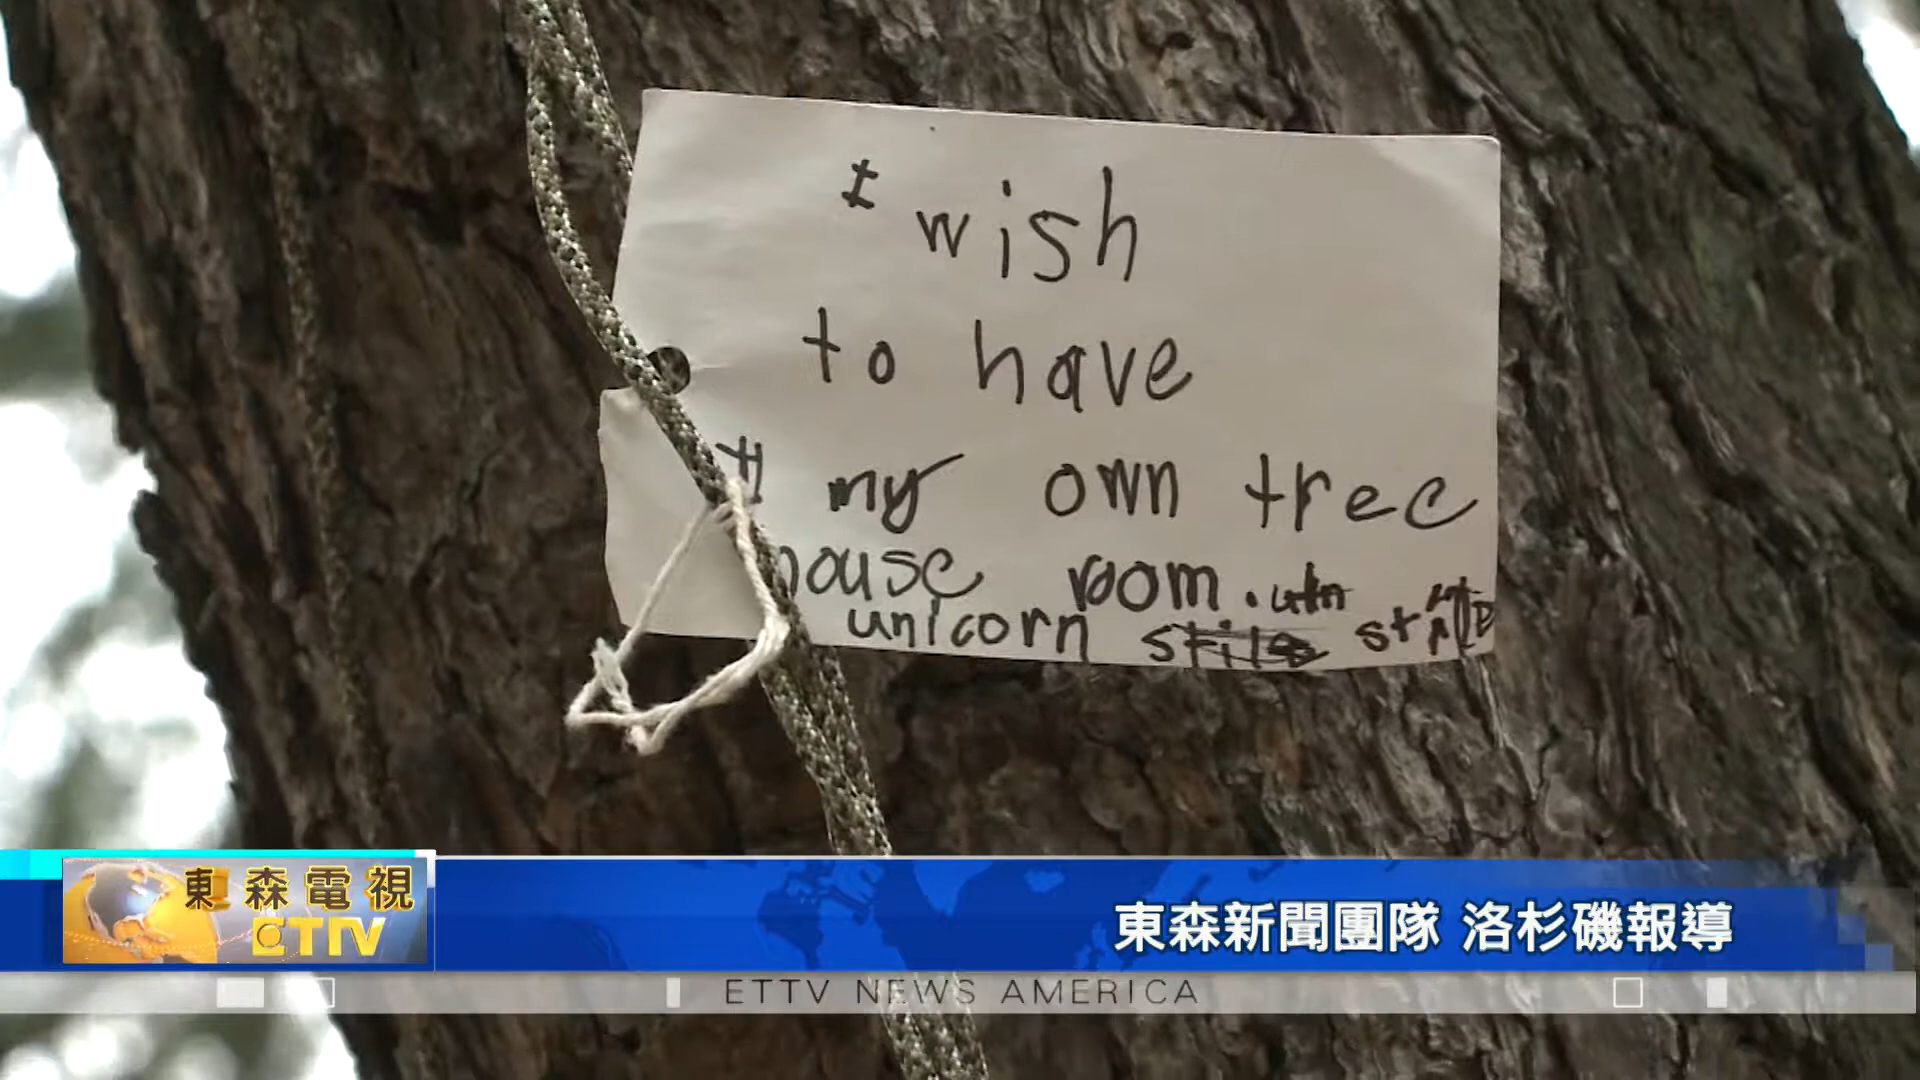 I wish
to have
my own tree
house room.
unicorn
東森電視
ETTV
東森新聞團隊 洛杉磯報導
ETTV NEWS AMERICA